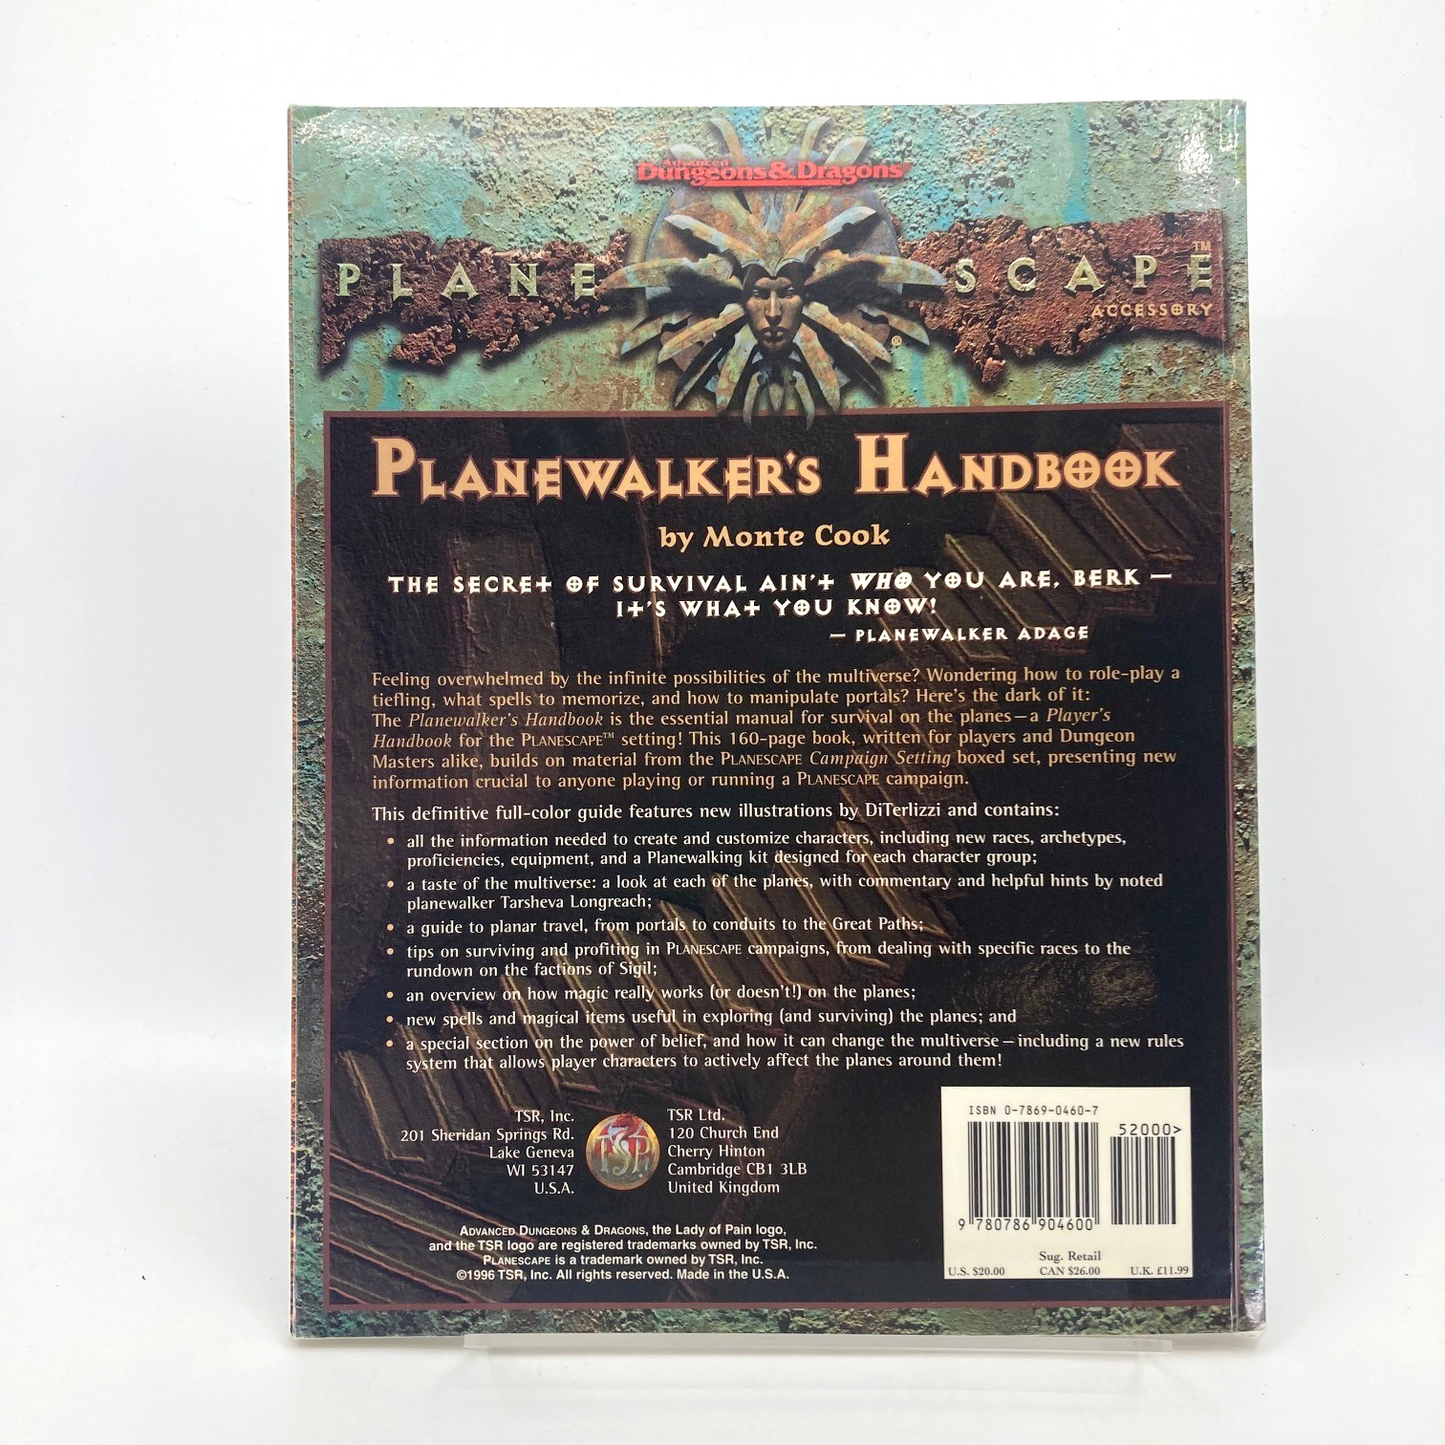 Advanced
Dungeons & Dragons®
PLANESCAPE™
ACCESSORY
®
PLANEWALKER'S HANDBOOK
by Monte Cook
THE SECRET OF SURVIVAL AIN'T WHO YOU ARE, BERK —
IT'S WHAT YOU KNOW!
— PLANEWALKER ADAGE
Feeling overwhelmed by the infinite possibilities of the multiverse? Wondering how to role-play a
tiefling, what spells to memorize, and how to manipulate portals? Here's the dark of it:
The Planewalker's Handbook is the essential manual for survival on the planes—a Player's
Handbook for the PLANESCAPE™ setting! This 160-page book, written for players and Dungeon
Masters alike, builds on material from the PLANESCAPE Campaign Setting boxed set, presenting new
information crucial to anyone playing or running a PLANESCAPE campaign.
This definitive full-color guide features new illustrations by DiTerlizzi and contains:
• all the information needed to create and customize characters, including new races, archetypes,
proficiencies, equipment, and a Planewalking kit designed for each character group;
• a taste of the multiverse: a look at each of the planes, with commentary and helpful hints by noted
planewalker Tarsheva Longreach;
• a guide to planar travel, from portals to conduits to the Great Paths;
• tips on surviving and profiting in PLANESCAPE campaigns, from dealing with specific races to the
rundown on the factions of Sigil;
• an overview on how magic really works (or doesn't!) on the planes;
• new spells and magical items useful in exploring (and surviving) the planes; and
• a special section on the power of belief, and how it can change the multiverse—including a new rules
system that allows player characters to actively affect the planes around them!
TSR, Inc.
201 Sheridan Springs Rd.
Lake Geneva
WI 53147
U.S.A.
TSR
TSR Ltd.
120 Church End
Cherry Hinton
Cambridge CB1 3LB
United Kingdom
ADVANCED DUNGEONS & DRAGONS, the Lady of Pain logo,
and the TSR logo are registered trademarks owned by TSR, Inc.
PLANESCAPE is a trademark owned by TSR, Inc.
©1996 TSR, Inc. All rights reserved. Made in the U.S.A.
ISBN 0-7869-0460-7
52000>
9 780786 904600
Sug. Retail
U.S. $20.00 CAN $26.00 U.K. £11.99